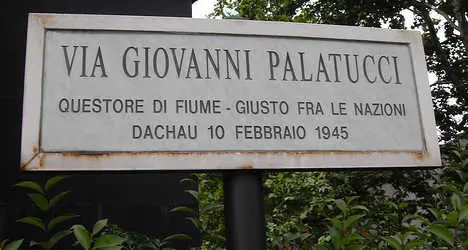 VIA GIOVANNI PALATUCCI
QUESTORE DI FIUME - GIUSTO FRA LE NAZIONI
DACHAU 10 FEBBRAIO 1945